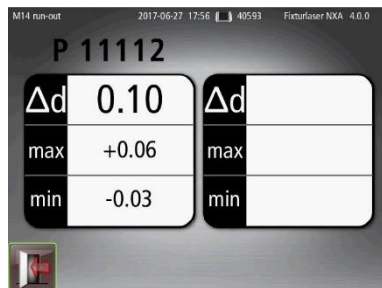 M14 run-out 2017-06-27 17:56 40593 Fixturlaser NXA 4.0.0
P 11112
Δd 0.10 Δd
max +0.06 max
min -0.03 min